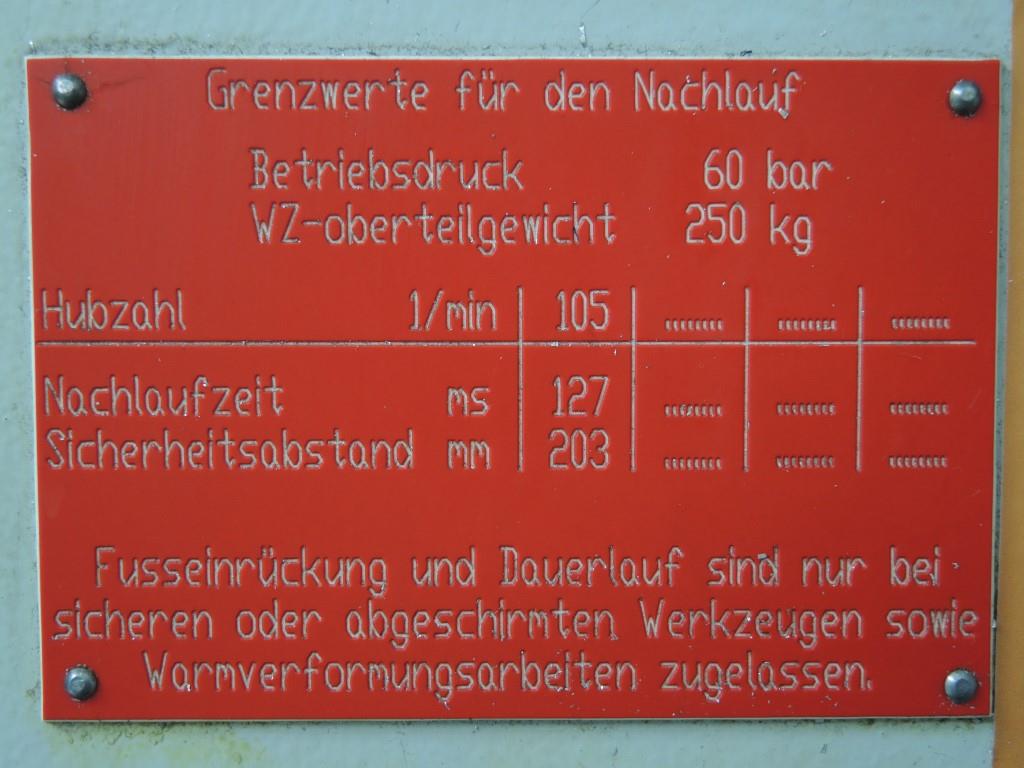 Grenzwerte für den Nachlauf
Betriebsdruck 60 bar
WZ-oberteilgewicht 250 kg
Hubzahl 1/min 105 ......... ......... .........
Nachlaufzeit ms 127 ......... ......... .........
Sicherheitsabstand mm 203 ......... ......... .........
Fusseinrückung und Dauerlauf sind nur bei
sicheren oder abgeschirmten Werkzeugen sowie
Warmverformungsarbeiten zugelassen.